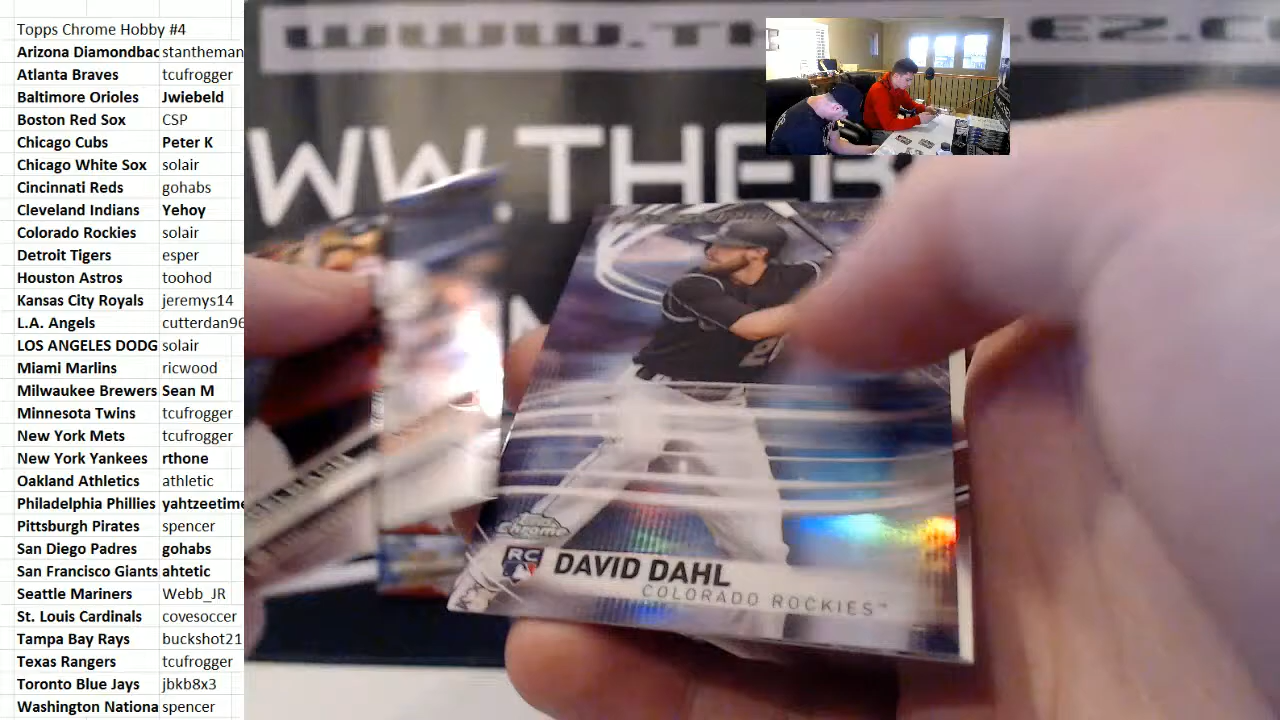 Topps Chrome Hobby #4
Arizona Diamondbac stantheman
Atlanta Braves tcufrogger
Baltimore Orioles Jwiebeld
Boston Red Sox CSP
Chicago Cubs Peter K
Chicago White Sox solair
Cincinnati Reds gohabs
Cleveland Indians Yehoy
Colorado Rockies solair
Detroit Tigers esper
Houston Astros toohod
Kansas City Royals jeremys14
L.A. Angels cutterdan96
LOS ANGELES DODG solair
Miami Marlins ricwood
Milwaukee Brewers Sean M
Minnesota Twins tcufrogger
New York Mets tcufrogger
New York Yankees rthone
Oakland Athletics athletic
Philadelphia Phillies yahtzeetime
Pittsburgh Pirates spencer
San Diego Padres gohabs
San Francisco Giants ahtetic
Seattle Mariners Webb_JR
St. Louis Cardinals covesoccer
Tampa Bay Rays buckshot21
Texas Rangers tcufrogger
Toronto Blue Jays jbkb8x3
Washington Nationa spencer
WWW.T
WW.THEB
Topps Chrome
RC
DAVID DAHL
COLORADO ROCKIES™